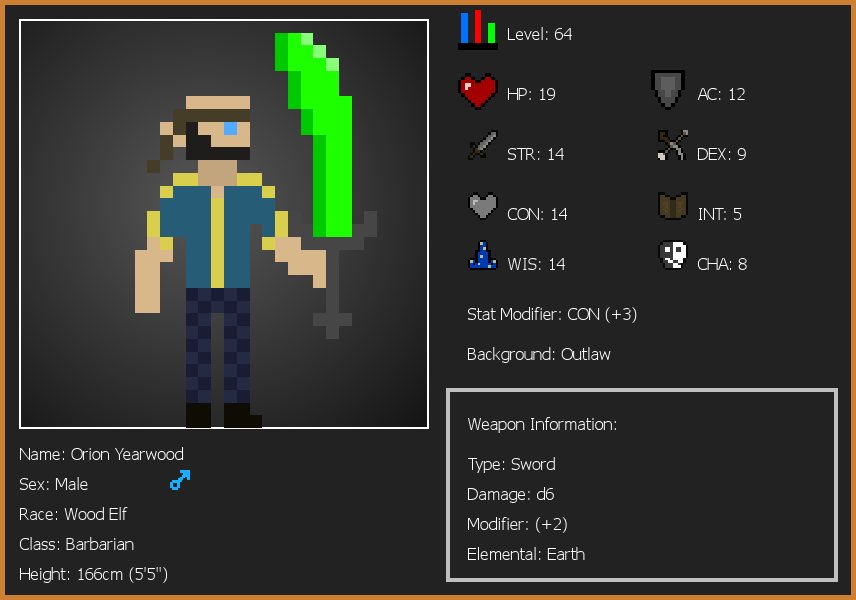 Level: 64
HP: 19
AC: 12
STR: 14
DEX: 9
CON: 14
INT: 5
WIS: 14
CHA: 8
Stat Modifier: CON (+3)
Background: Outlaw
Weapon Information:
Type: Sword
Damage: d6
Modifier: (+2)
Elemental: Earth
Name: Orion Yearwood
Sex: Male
Race: Wood Elf
Class: Barbarian
Height: 166cm (5'5")